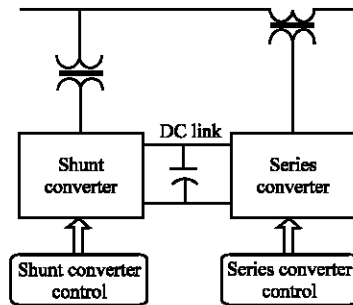 DC link
Shunt
converter
Series
converter
Shunt converter
control
Series converter
control